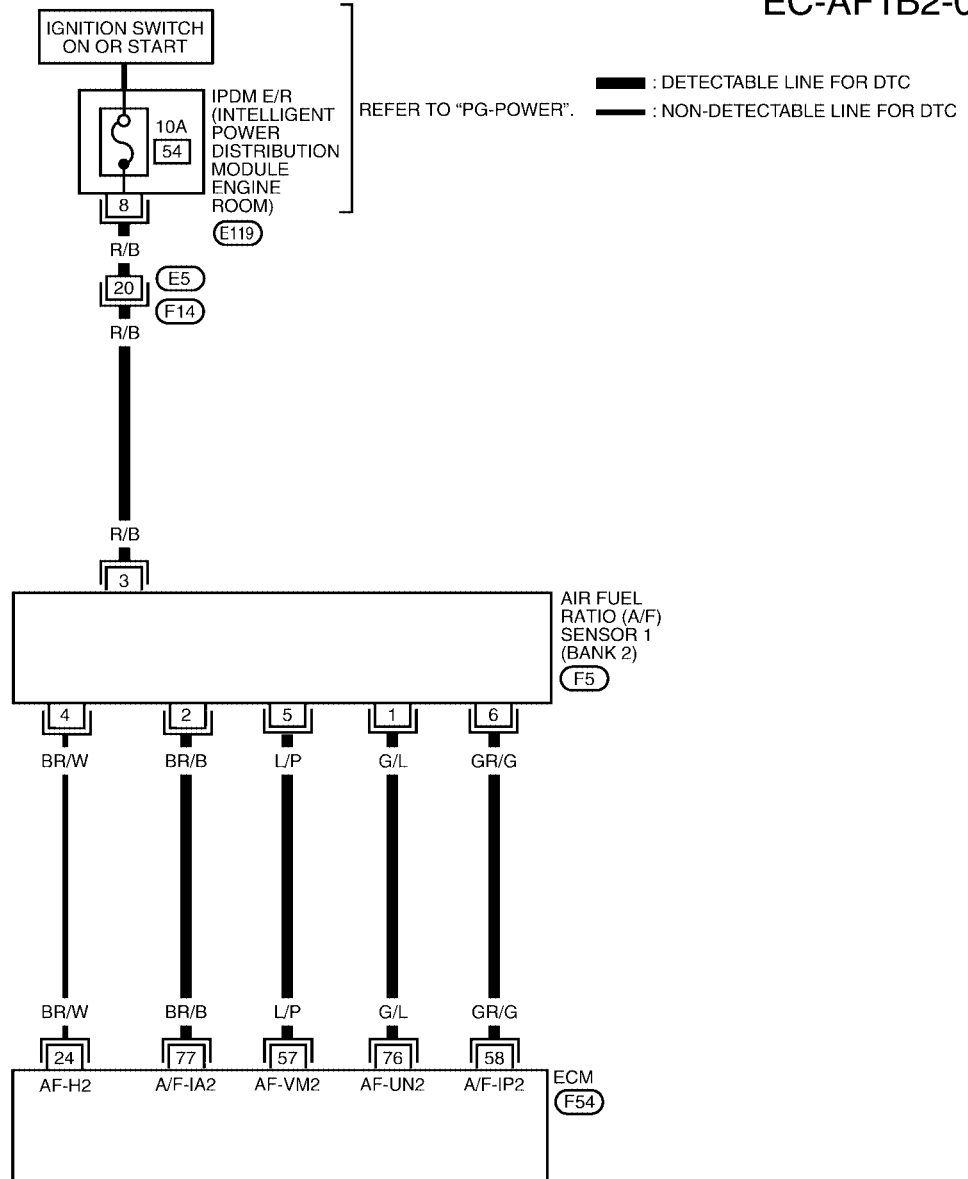 EC-AF1B2-0
IGNITION SWITCH
ON OR START
10A
54
8
IPDM E/R
(INTELLIGENT
POWER
DISTRIBUTION
MODULE
ENGINE
ROOM)
E119
REFER TO “PG-POWER”.
: DETECTABLE LINE FOR DTC
: NON-DETECTABLE LINE FOR DTC
R/B
20
E5
F14
R/B
R/B
3
AIR FUEL
RATIO (A/F)
SENSOR 1
(BANK 2)
F5
4 2 5 1 6
BR/W BR/B L/P G/L GR/G
BR/W BR/B L/P G/L GR/G
24 77 57 76 58
AF-H2 A/F-IA2 AF-VM2 AF-UN2 A/F-IP2
ECM
F54